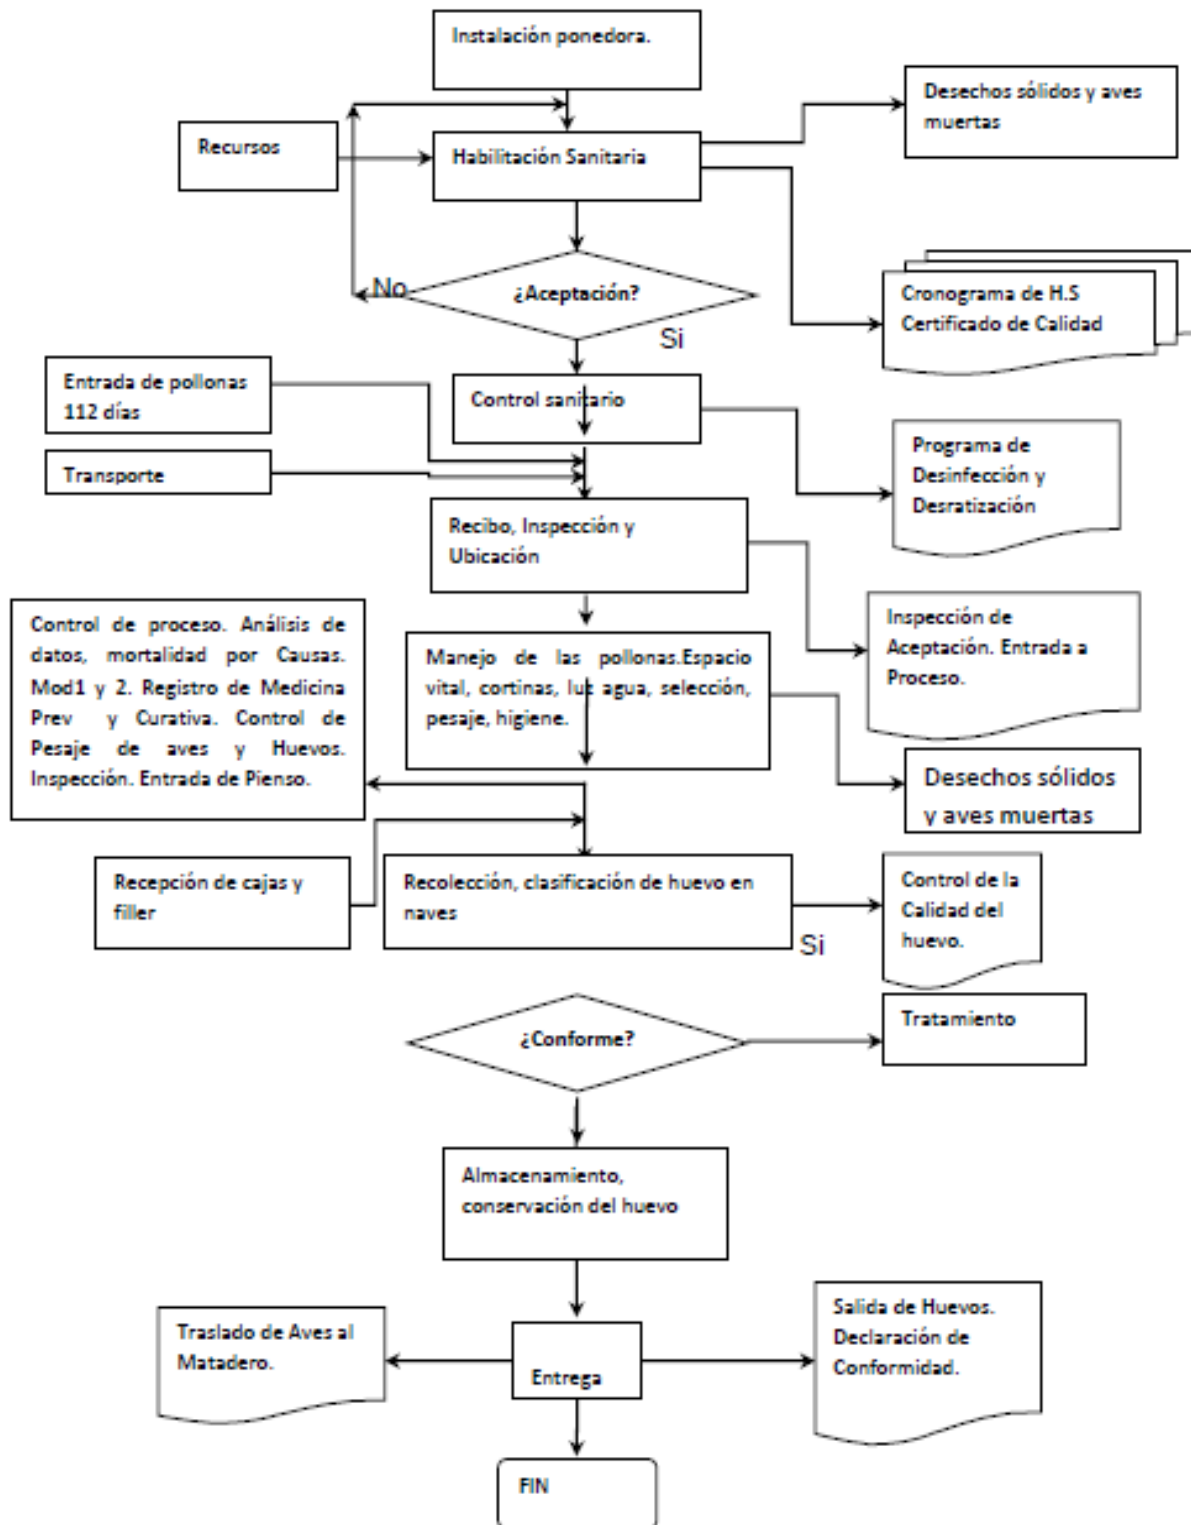 Instalación ponedora.
Desechos sólidos y aves
muertas
Recursos
Habilitación Sanitaria
No
¿Aceptación?
Si
Cronograma de H.S
Certificado de Calidad
Entrada de pollonas
112 días
Control sanitario
Transporte
Programa de
Desinfección y
Desratización
Recibo, Inspección y
Ubicación
Inspección de
Aceptación. Entrada a
Proceso.
Control de proceso. Análisis de
datos, mortalidad por Causas.
Mod1 y 2. Registro de Medicina
Prev y Curativa. Control de
Pesaje de aves y Huevos.
Inspección. Entrada de Pienso.
Manejo de las pollonas.Espacio
vital, cortinas, luz agua, selección,
pesaje, higiene.
Desechos sólidos
y aves muertas
Recepción de cajas y
filler
Recolección, clasificación de huevo en
naves
Si
Control de la
Calidad del
huevo.
¿Conforme?
Tratamiento
Almacenamiento,
conservación del huevo
Traslado de Aves al
Matadero.
Entrega
Salida de Huevos.
Declaración de
Conformidad.
FIN